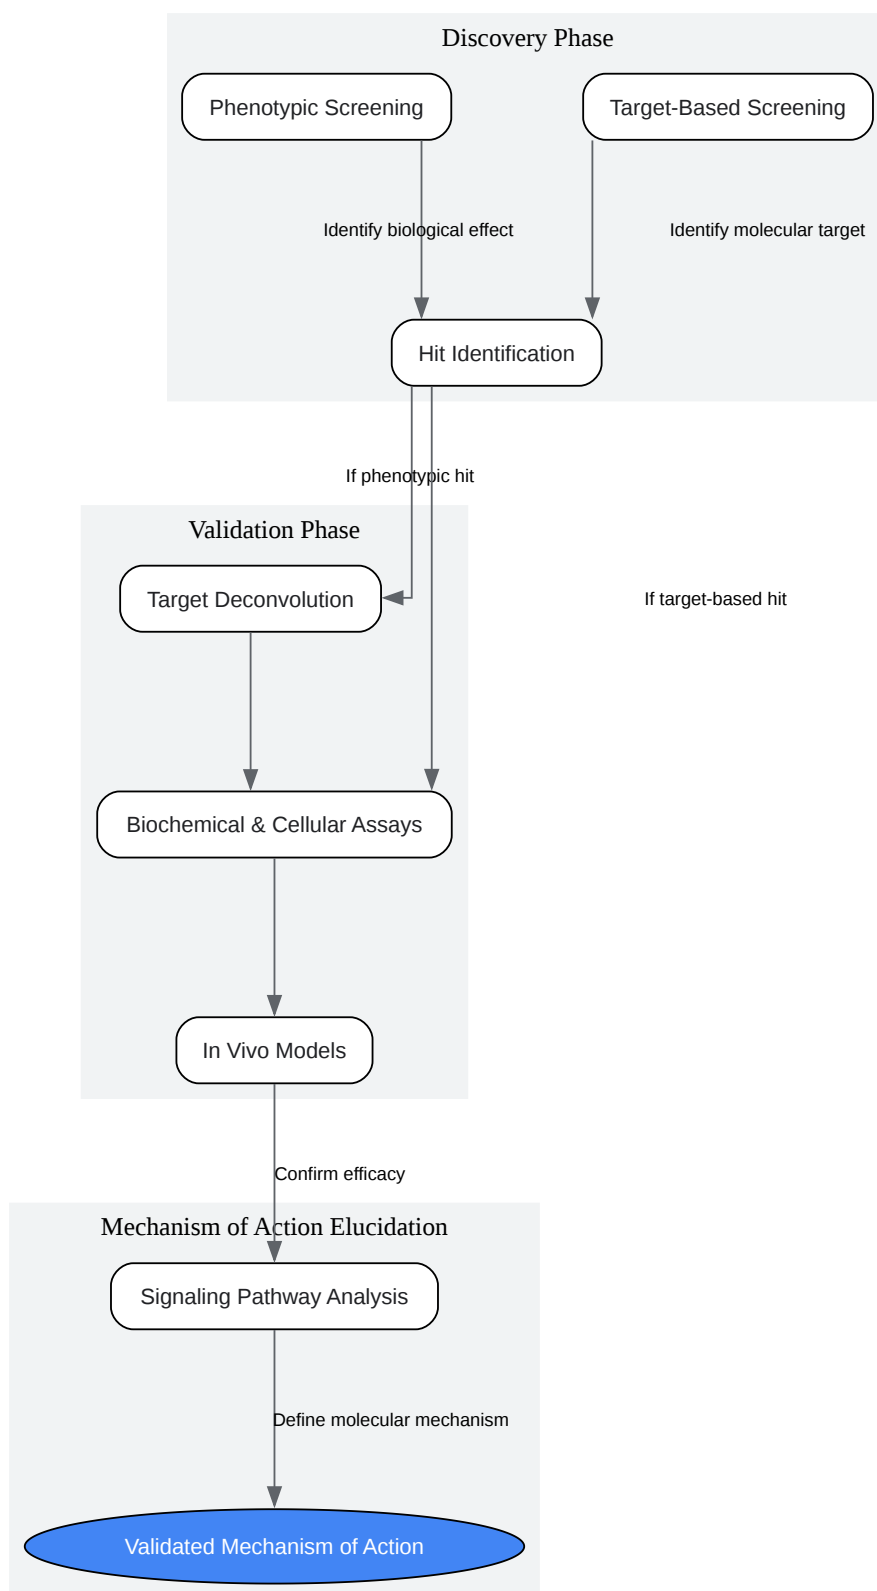 Discovery Phase
Phenotypic Screening
Target-Based Screening
Identify biological effect
Identify molecular target
Hit Identification
If phenotypic hit
Validation Phase
Target Deconvolution
If target-based hit
Biochemical & Cellular Assays
In Vivo Models
Confirm efficacy
Mechanism of Action Elucidation
Signaling Pathway Analysis
Define molecular mechanism
Validated Mechanism of Action